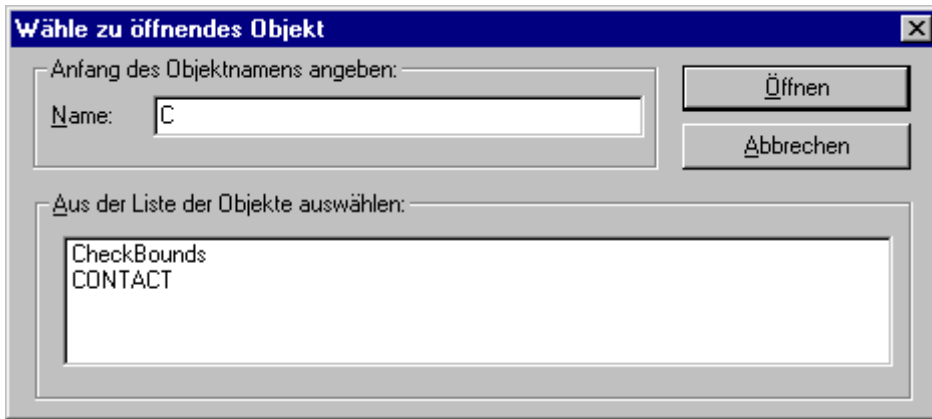 Wähle zu öffnendes Objekt
Anfang des Objektnamens angeben:
Name: C
Öffnen
Abbrechen
Aus der Liste der Objekte auswählen:
CheckBounds
CONTACT